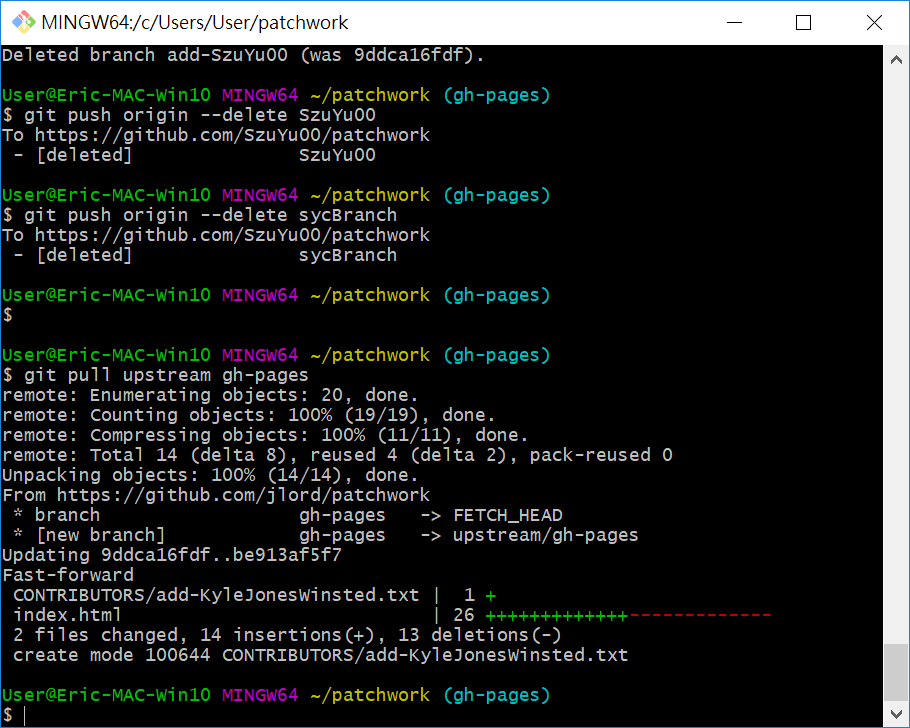 MINGW64:/c/Users/User/patchwork
Deleted branch add-SzuYu00 (was 9ddca16fdf).
User@Eric-MAC-Win10 MINGW64 ~/patchwork (gh-pages)
$ git push origin --delete SzuYu00
To https://github.com/SzuYu00/patchwork
 - [deleted]               SzuYu00
User@Eric-MAC-Win10 MINGW64 ~/patchwork (gh-pages)
$ git push origin --delete sycBranch
To https://github.com/SzuYu00/patchwork
 - [deleted]               sycBranch
User@Eric-MAC-Win10 MINGW64 ~/patchwork (gh-pages)
$
User@Eric-MAC-Win10 MINGW64 ~/patchwork (gh-pages)
$ git pull upstream gh-pages
remote: Enumerating objects: 20, done.
remote: Counting objects: 100% (19/19), done.
remote: Compressing objects: 100% (11/11), done.
remote: Total 14 (delta 8), reused 4 (delta 2), pack-reused 0
Unpacking objects: 100% (14/14), done.
From https://github.com/jlord/patchwork
 * branch                  gh-pages   -> FETCH_HEAD
 * [new branch]            gh-pages   -> upstream/gh-pages
Updating 9ddca16fdf..be913af5f7
Fast-forward
 CONTRIBUTORS/add-KyleJonesWinsted.txt |  1 +
 index.html                            | 26 +++++++++++++-------------
 2 files changed, 14 insertions(+), 13 deletions(-)
 create mode 100644 CONTRIBUTORS/add-KyleJonesWinsted.txt
User@Eric-MAC-Win10 MINGW64 ~/patchwork (gh-pages)
$